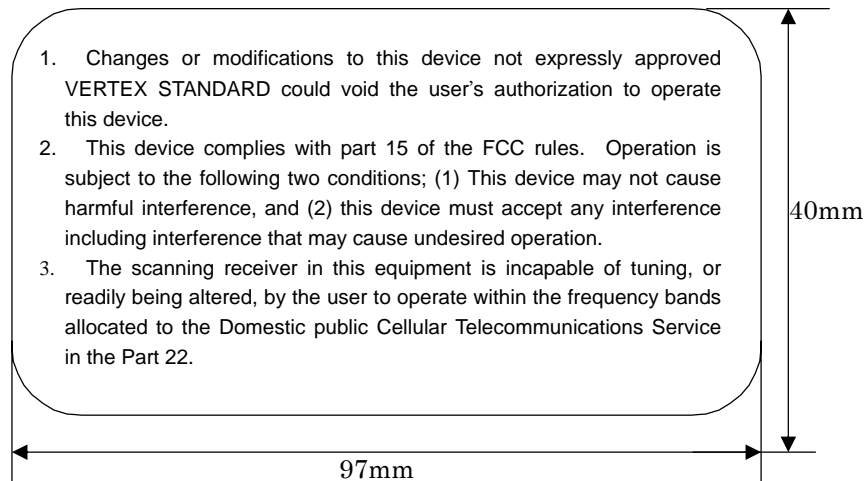 1. Changes or modifications to this device not expressly approved
VERTEX STANDARD could void the user's authorization to operate
this device.
2. This device complies with part 15 of the FCC rules. Operation is
subject to the following two conditions; (1) This device may not cause
harmful interference, and (2) this device must accept any interference
including interference that may cause undesired operation.
3. The scanning receiver in this equipment is incapable of tuning, or
readily being altered, by the user to operate within the frequency bands
allocated to the Domestic public Cellular Telecommunications Service
in the Part 22.
40mm
97mm